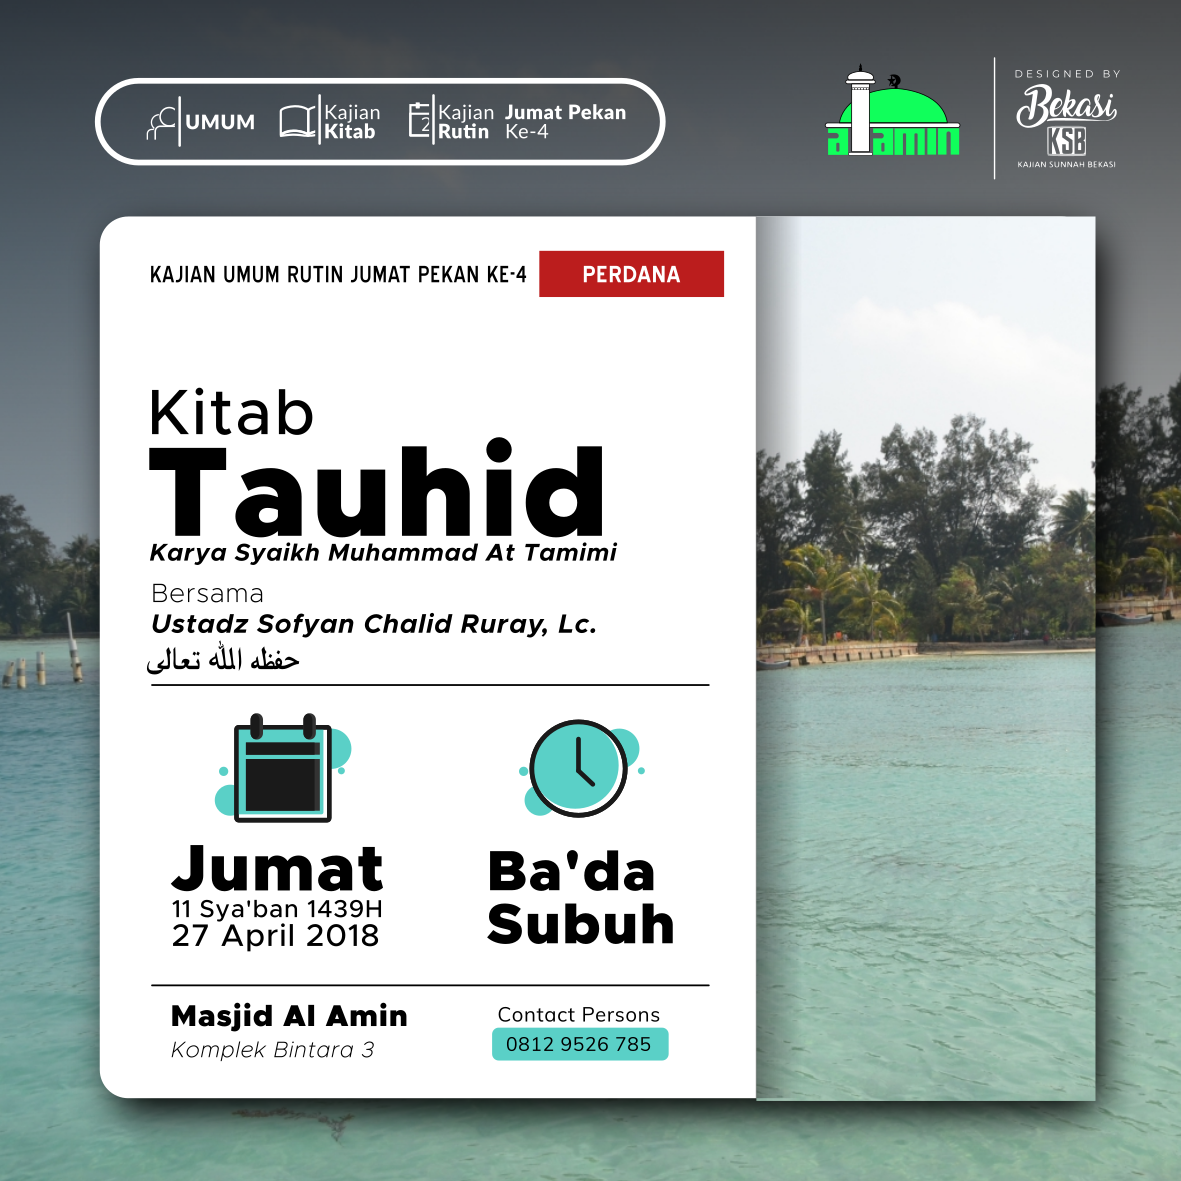 UMUM
Kajian
Kitab
2
Kajian
Rutin
Jumat Pekan
Ke-4
al amin
DESIGNED BY
Bekasi
KSB
KAJIAN SUNNAH BEKASI
KAJIAN UMUM RUTIN JUMAT PEKAN KE-4
PERDANA
Kitab
Tauhid
Karya Syaikh Muhammad At Tamimi
Bersama
Ustadz Sofyan Chalid Ruray, Lc.
حفظه الله تعالى
Jumat
11 Sya'ban 1439H
27 April 2018
Ba'da
Subuh
Masjid Al Amin
Komplek Bintara 3
Contact Persons
0812 9526 785